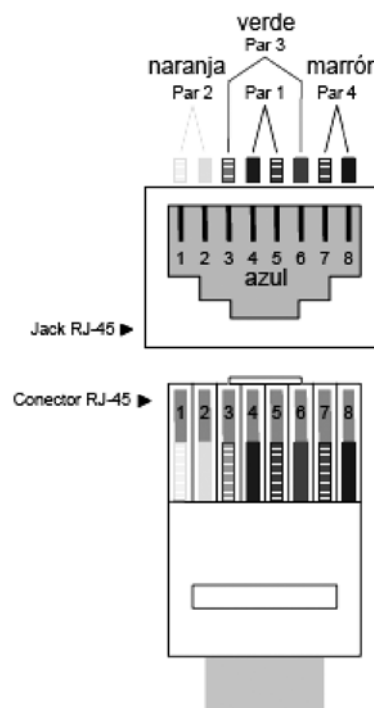 verde
Par 3
naranja marrón
Par 2 Par 1 Par 4
1 2 3 4 5 6 7 8
azul
Jack RJ-45
Conector RJ-45
1 2 3 4 5 6 7 8